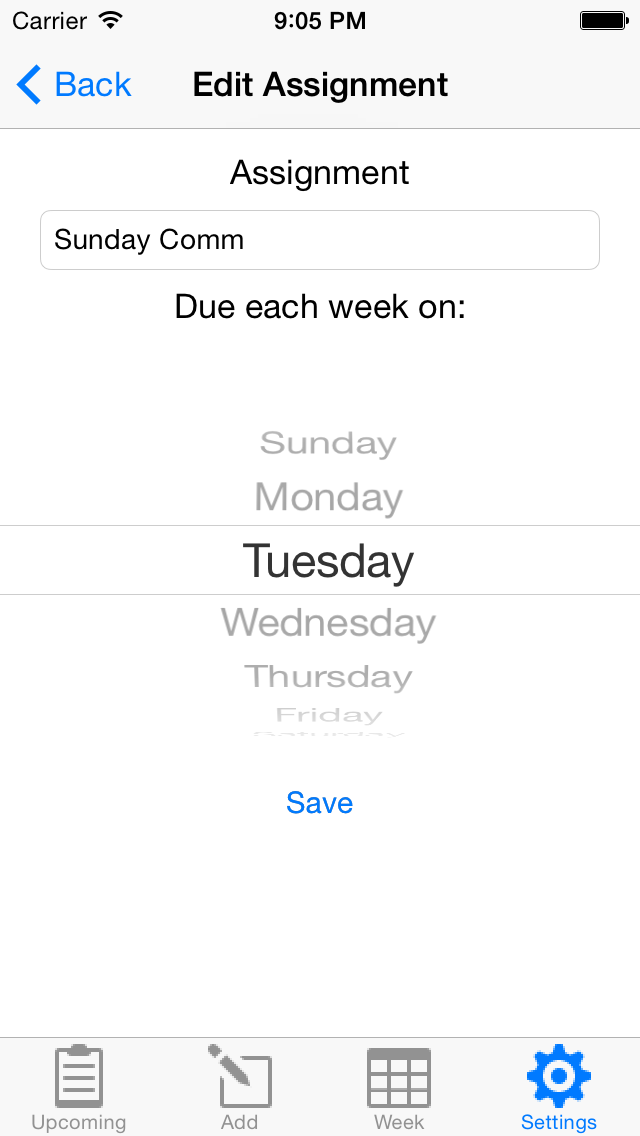 Carrier 9:05 PM
Back Edit Assignment
Assignment
Sunday Comm
Due each week on:
Sunday
Monday
Tuesday
Wednesday
Thursday
Friday
Saturday
Save
Upcoming Add Week Settings